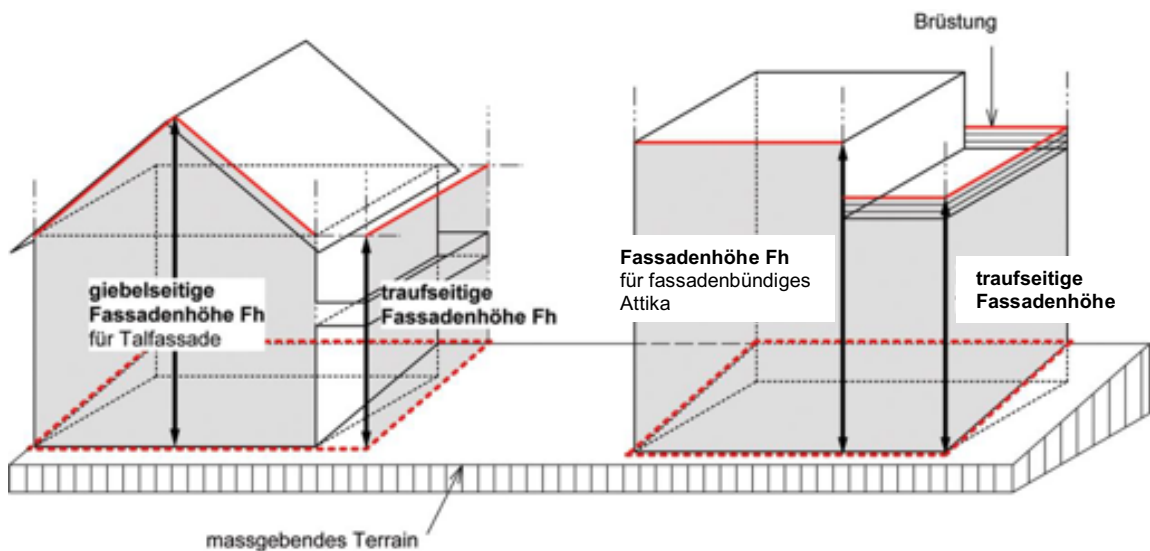 Brüstung
giebelseitige
Fassadenhöhe Fh
für Talfassade
traufseitige
Fassadenhöhe Fh
Fassadenhöhe Fh
für fassadenbündiges
Attika
traufseitige
Fassadenhöhe
massgebendes Terrain